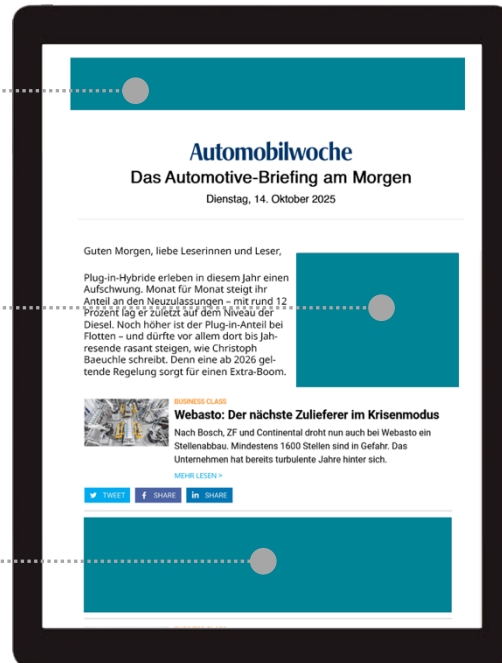 Automobilwoche
Das Automotive-Briefing am Morgen
Dienstag, 14. Oktober 2025
Guten Morgen, liebe Leserinnen und Leser,
Plug-in-Hybride erleben in diesem Jahr einen
Aufschwung. Monat für Monat steigt ihr
Anteil an den Neuzulassungen – mit rund 12
Prozent lag er zuletzt auf dem Niveau der
Diesel. Noch höher ist der Plug-in-Anteil bei
Flotten – und dürfte vor allem dort bis Jah-
resende rasant steigen, wie Christoph
Baeuchle schreibt. Denn eine ab 2026 gel-
tende Regelung sorgt für einen Extra-Boom.
BUSINESS CLASS
Webasto: Der nächste Zulieferer im Krisenmodus
Nach Bosch, ZF und Continental droht nun auch bei Webasto ein
Stellenabbau. Mindestens 1600 Stellen sind in Gefahr. Das
Unternehmen hat bereits turbulente Jahre hinter sich.
MEHR LESEN >
TWEET
SHARE
SHARE